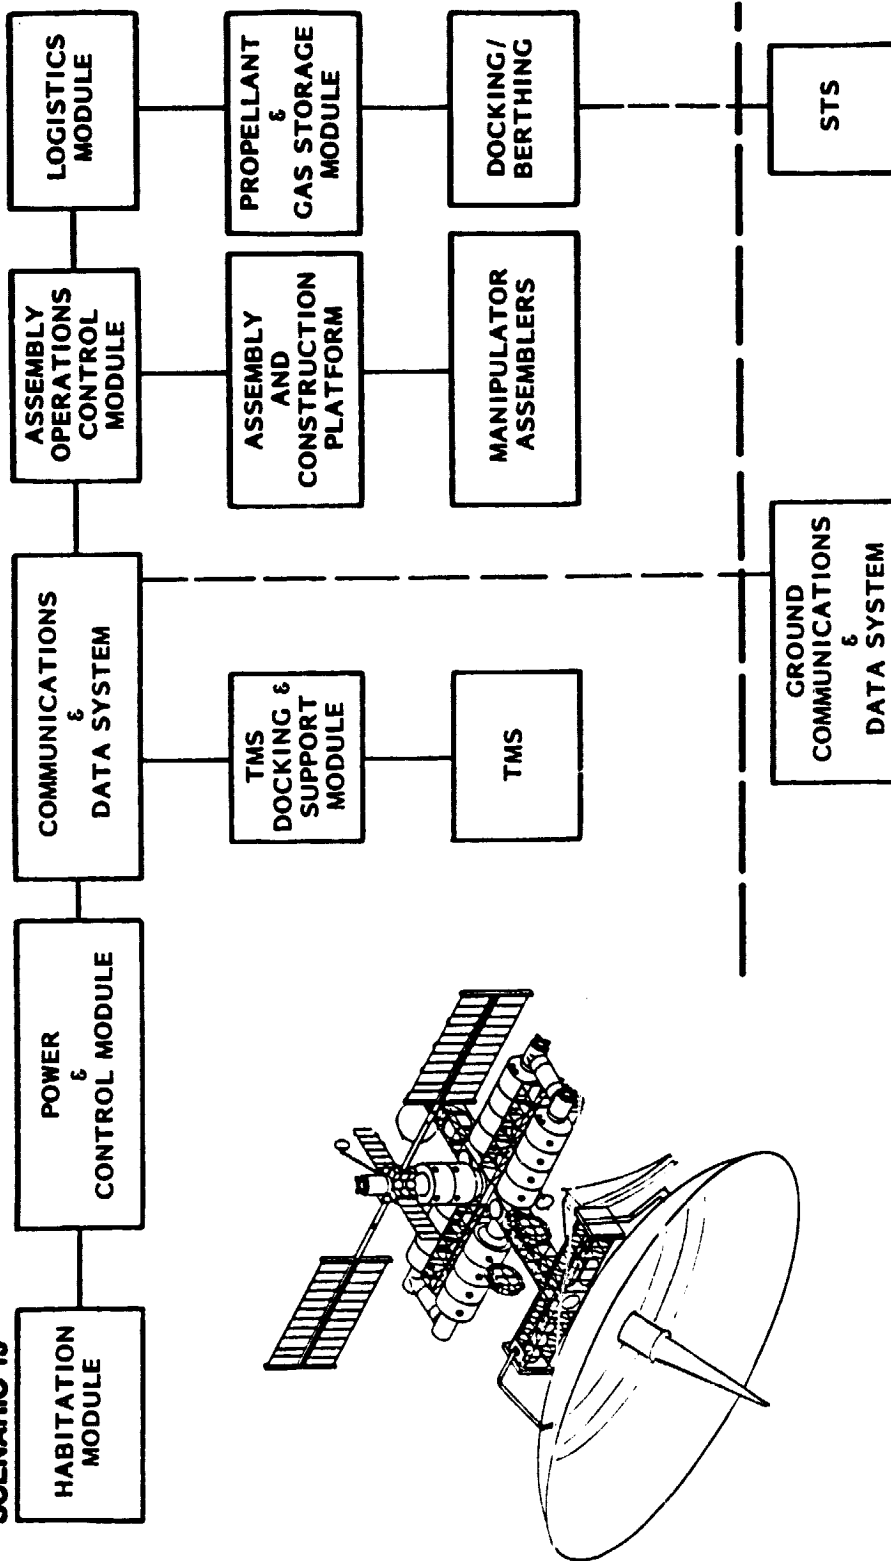 HABITATION
MODULE
POWER
&
CONTROL MODULE
COMMUNICATIONS
&
DATA SYSTEM
ASSEMBLY
OPERATIONS
CONTROL
MODULE
LOGISTICS
MODULE
TMS
DOCKING &
SUPPORT
MODULE
ASSEMBLY
AND
CONSTRUCTION
PLATFORM
PROPELLANT
&
GAS STORAGE
MODULE
TMS
MANIPULATOR
ASSEMBLERS
DOCKING/
BERTHING
GROUND
COMMUNICATIONS
&
DATA SYSTEM
STS